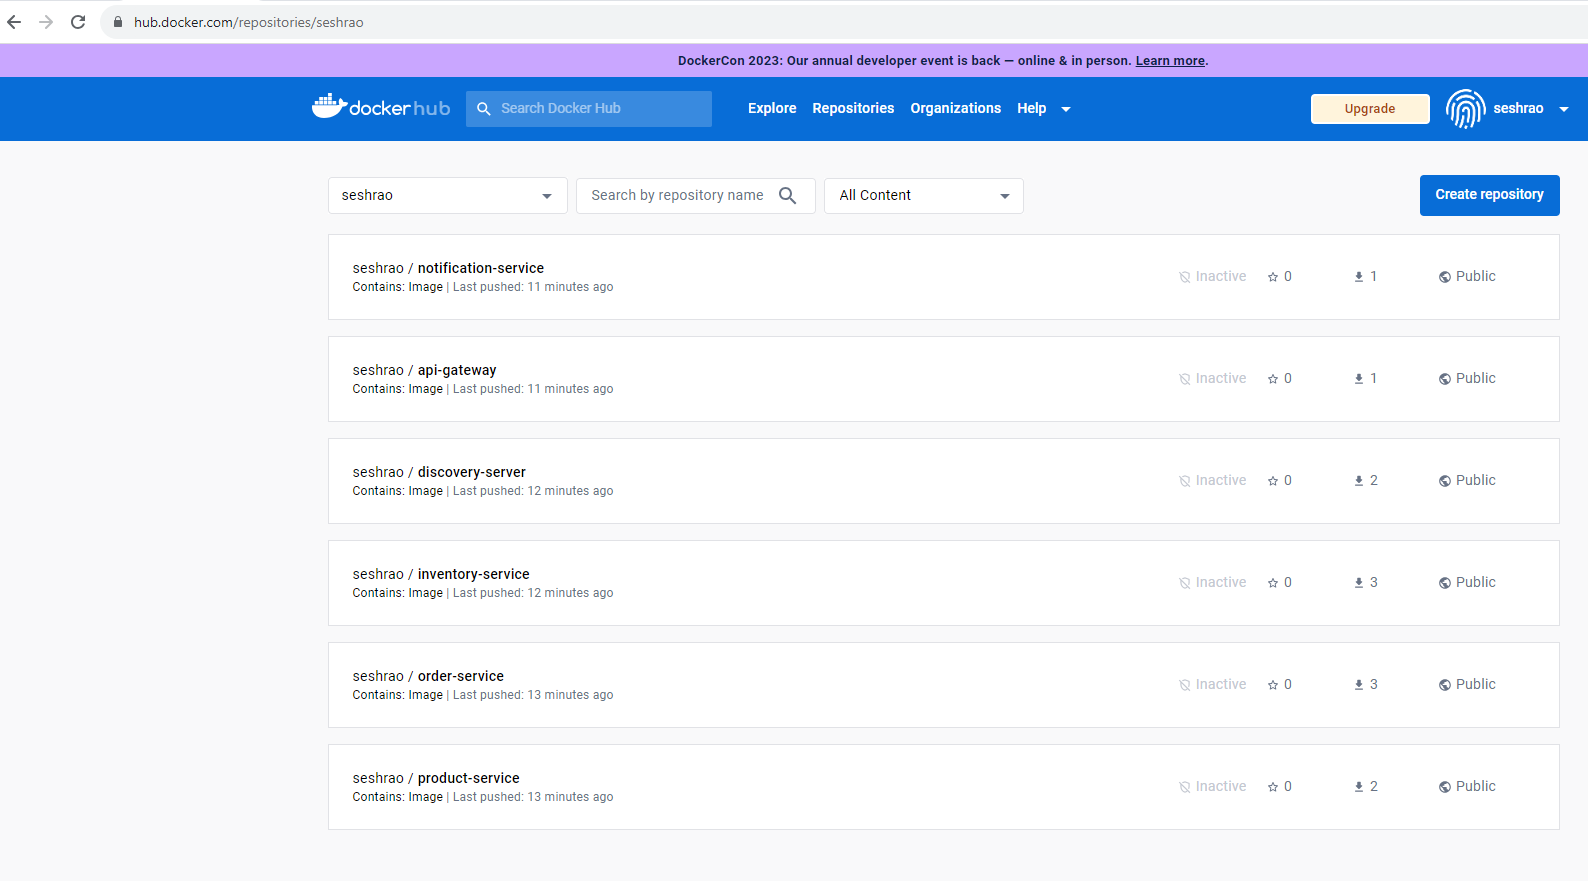 hub.docker.com/repositories/seshrao
DockerCon 2023: Our annual developer event is back — online & in person. Learn more.
dockerhub Search Docker Hub Explore Repositories Organizations Help Upgrade seshrao
seshrao Search by repository name All Content Create repository
seshrao / notification-service
Contains: Image | Last pushed: 11 minutes ago
Inactive 0 1 Public
seshrao / api-gateway
Contains: Image | Last pushed: 11 minutes ago
Inactive 0 1 Public
seshrao / discovery-server
Contains: Image | Last pushed: 12 minutes ago
Inactive 0 2 Public
seshrao / inventory-service
Contains: Image | Last pushed: 12 minutes ago
Inactive 0 3 Public
seshrao / order-service
Contains: Image | Last pushed: 13 minutes ago
Inactive 0 3 Public
seshrao / product-service
Contains: Image | Last pushed: 13 minutes ago
Inactive 0 2 Public